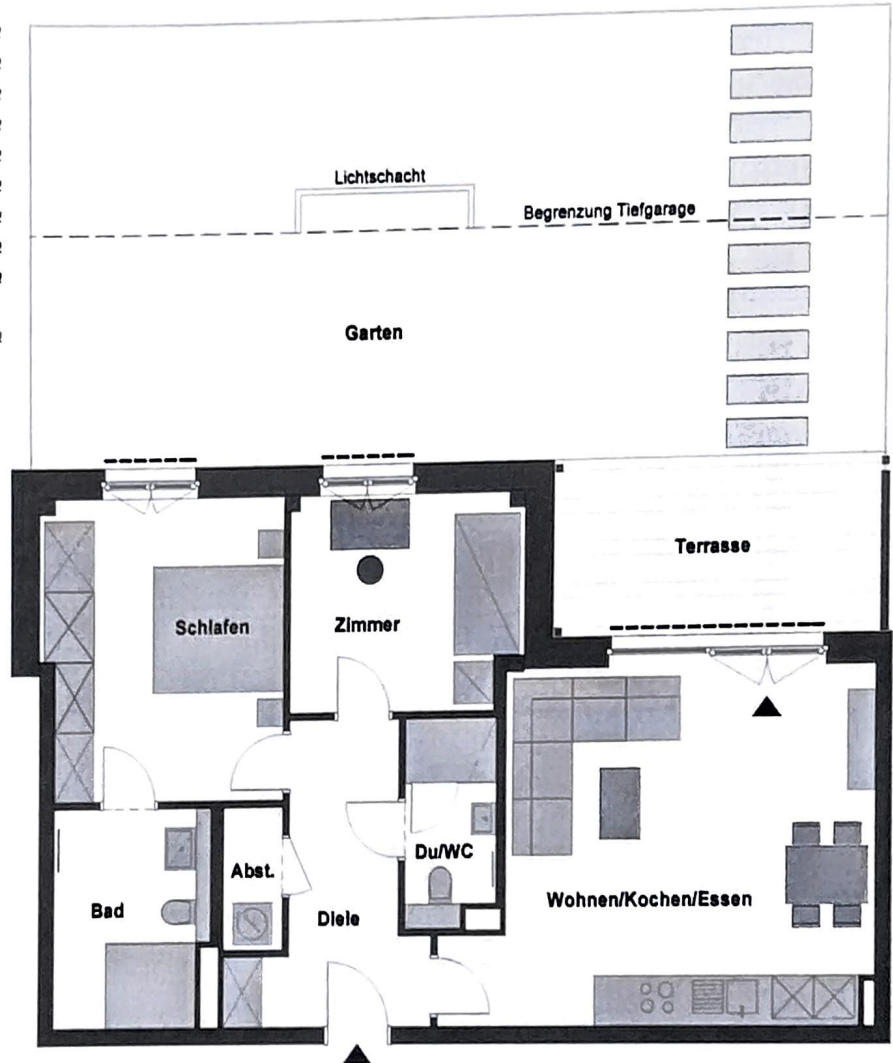 Lichtschacht
Begrenzung Tiefgarage
Garten
Terrasse
Schlafen
Zimmer
Du/WC
Abst.
Wohnen/Kochen/Essen
Bad
Diele